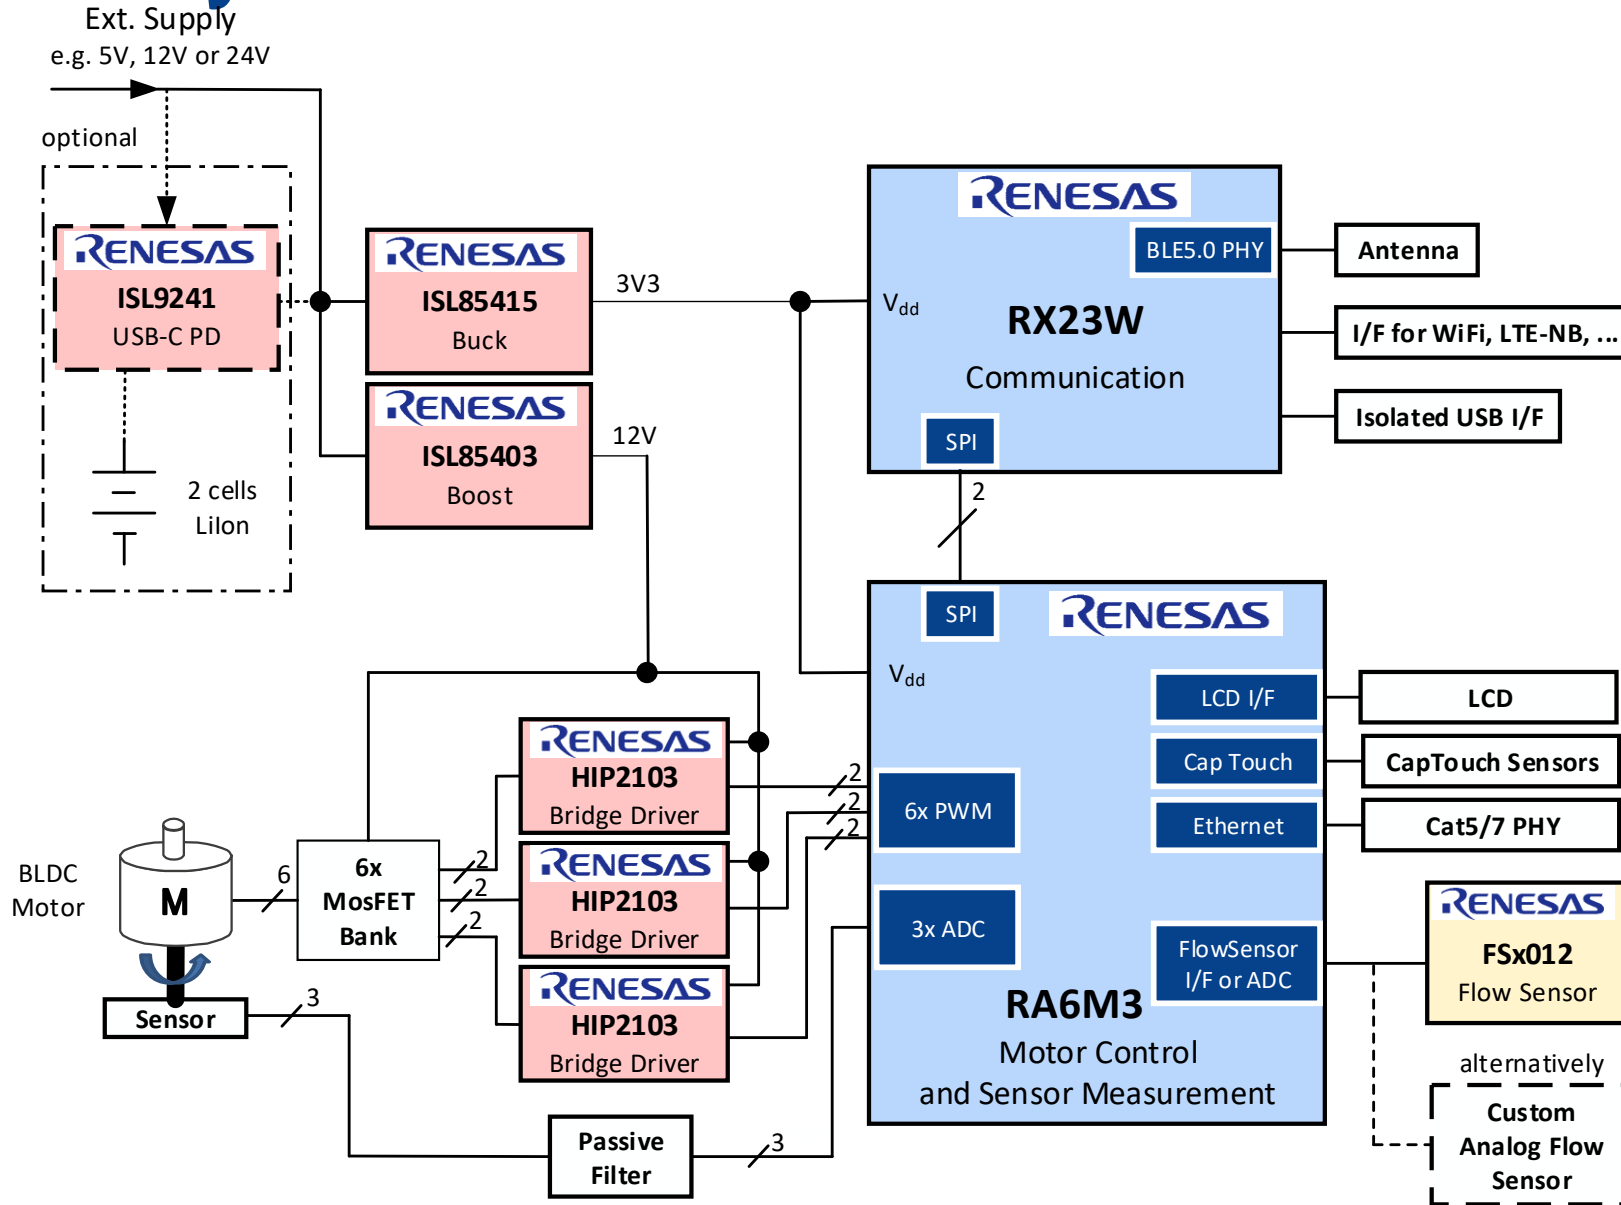 Ext. Supply
e.g. 5V, 12V or 24V
optional
RENESAS
ISL9241
USB-C PD
2 cells
LiIon
RENESAS
ISL85415
Buck
3V3
RENESAS
ISL85403
Boost
12V
RENESAS
BLE5.0 PHY
Vdd
RX23W
Communication
SPI
Antenna
I/F for WiFi, LTE-NB, ...
Isolated USB I/F
2
SPI
RENESAS
Vdd
LCD I/F
LCD
Cap Touch
CapTouch Sensors
6x PWM
Ethernet
Cat5/7 PHY
3x ADC
FlowSensor
I/F or ADC
RA6M3
Motor Control
and Sensor Measurement
RENESAS
FSx012
Flow Sensor
alternatively
Custom
Analog Flow
Sensor
RENESAS
HIP2103
Bridge Driver
2
2
2
RENESAS
HIP2103
Bridge Driver
RENESAS
HIP2103
Bridge Driver
2
2
2
6x
MosFET
Bank
6
BLDC
Motor
M
Sensor
3
Passive
Filter
3